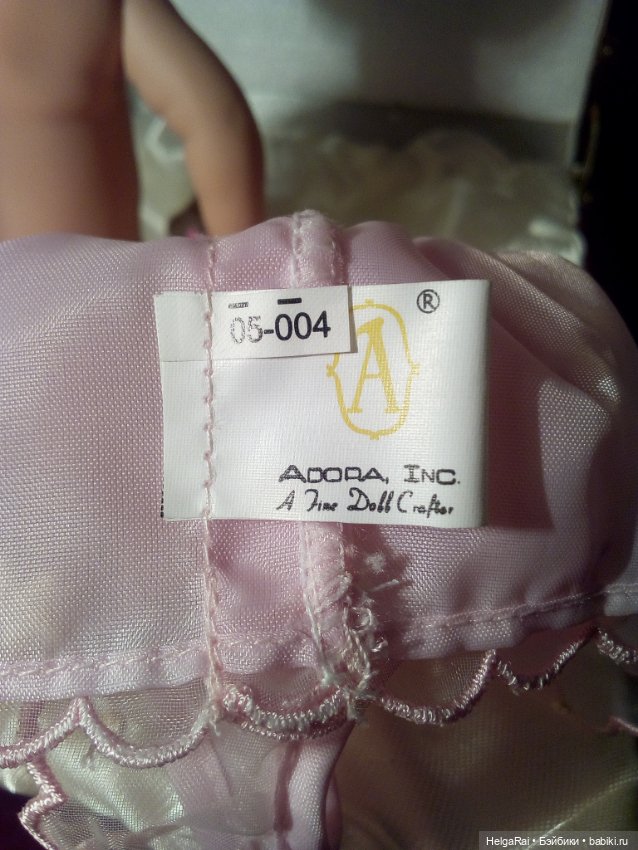 05-004
®
A
ADORA, INC.
A Fine Doll Crafter
HelgaRai • Бэйбики • babiki.ru